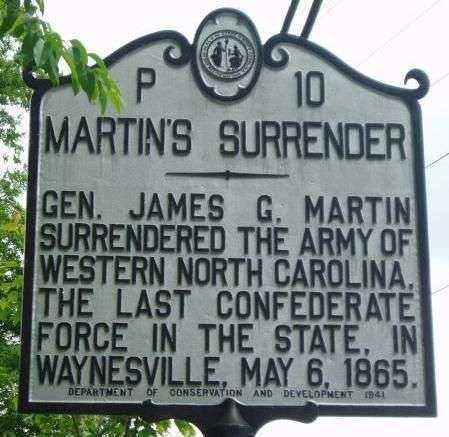 P 10
MARTIN'S SURRENDER
GEN. JAMES G. MARTIN
SURRENDERED THE ARMY OF
WESTERN NORTH CAROLINA,
THE LAST CONFEDERATE
FORCE IN THE STATE, IN
WAYNESVILLE, MAY 6, 1865.
DEPARTMENT OF CONSERVATION AND DEVELOPMENT 1941